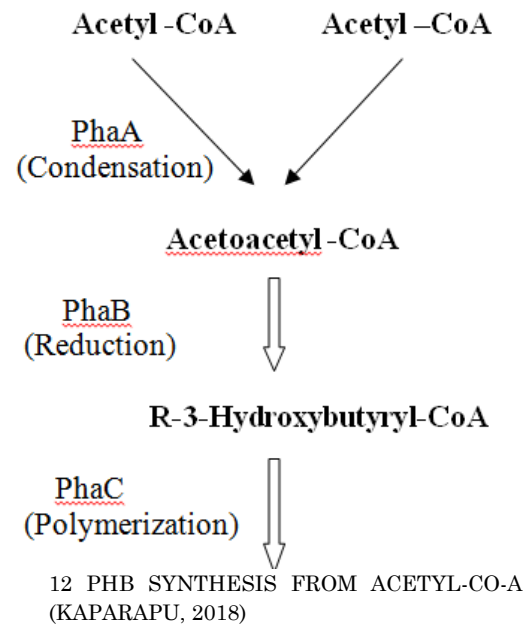 Acetyl -CoA Acetyl –CoA
PhaA
(Condensation)
Acetoacetyl -CoA
PhaB
(Reduction)
R-3-Hydroxybutyryl-CoA
PhaC
(Polymerization)
12 PHB SYNTHESIS FROM ACETYL-CO-A
(KAPARAPU, 2018)